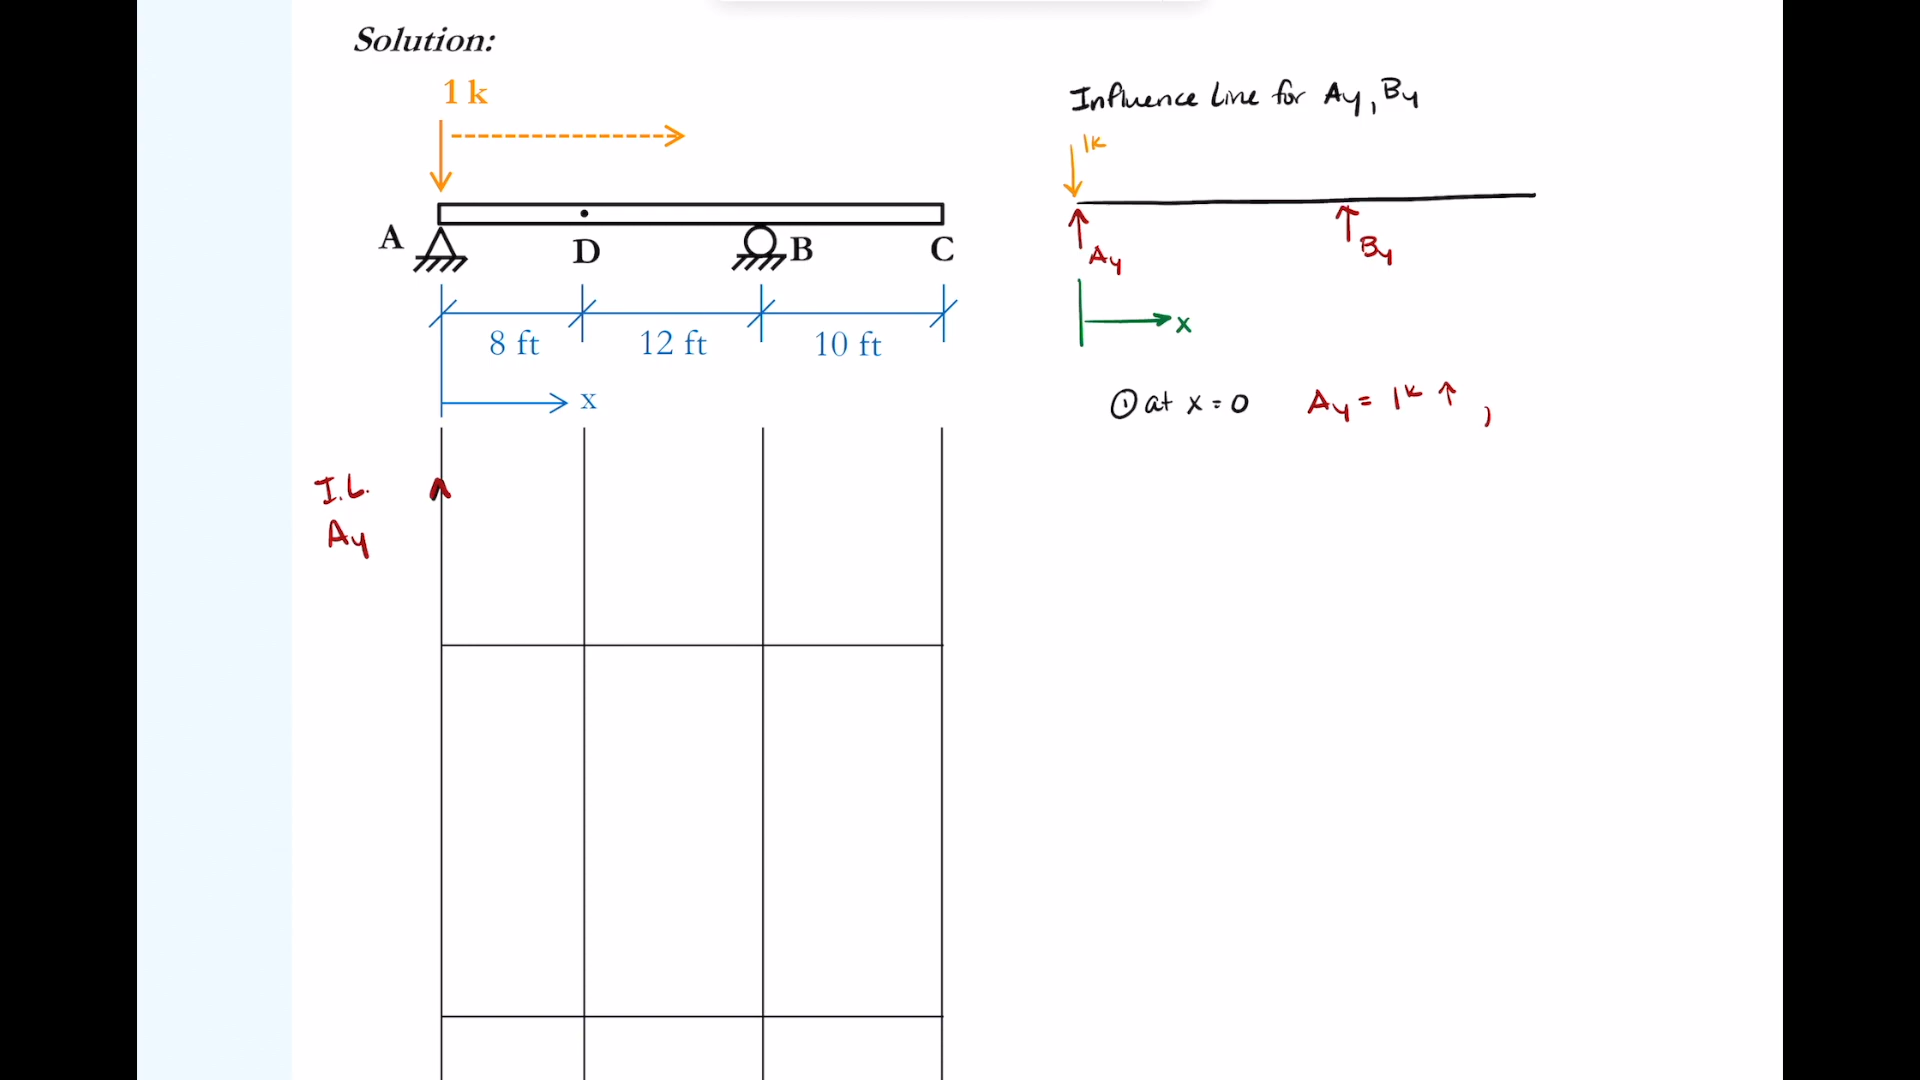 Solution:
1 k
A
D
B
C
8 ft
12 ft
10 ft
x
I.L.
Ay
Influence Line for Ay, By
1k
Ay
By
x
① at x = 0 Ay = 1k ↑ ,